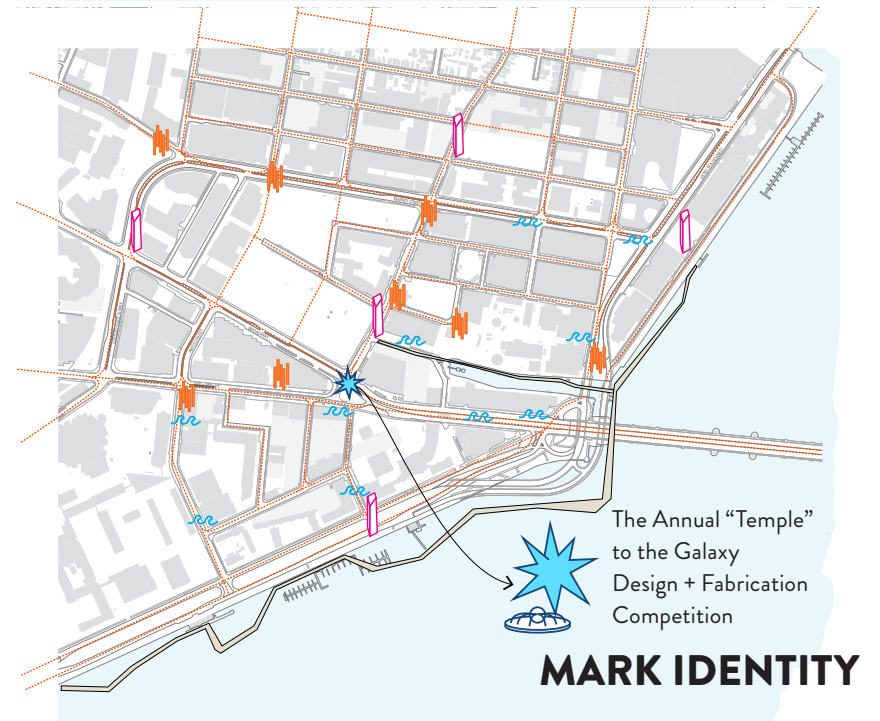 The Annual “Temple”
to the Galaxy
Design + Fabrication
Competition
MARK IDENTITY